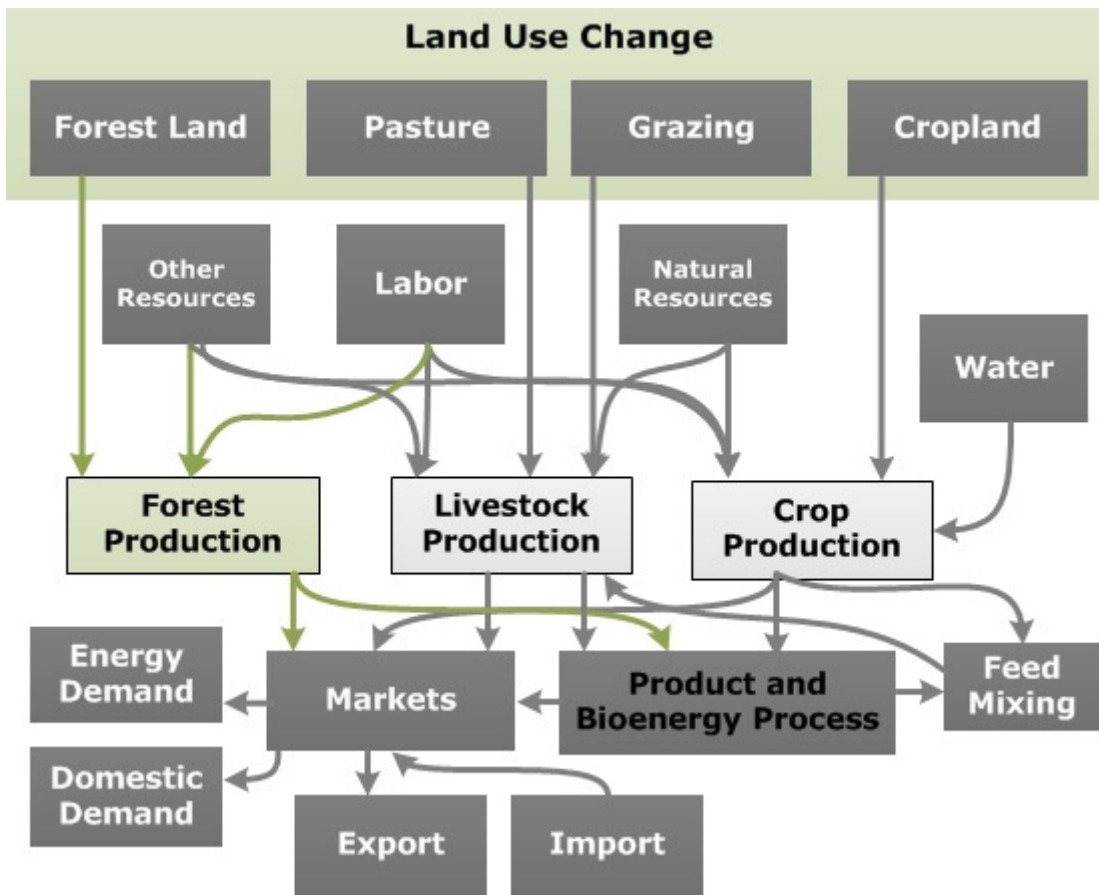 Land Use Change
Forest Land
Pasture
Grazing
Cropland
Other
Resources
Labor
Natural
Resources
Water
Forest
Production
Livestock
Production
Crop
Production
Energy
Demand
Markets
Product and
Bioenergy Process
Feed
Mixing
Domestic
Demand
Export
Import